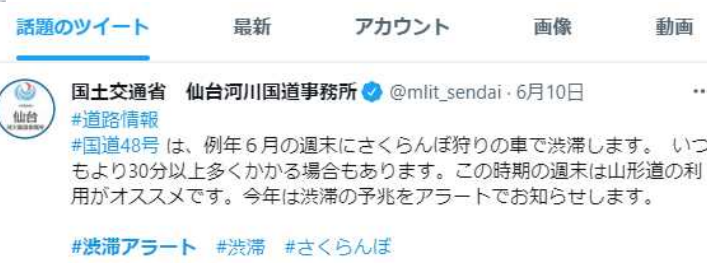 話題のツイート 最新 アカウント 画像 動画
国土交通省 仙台河川国道事務所 @mlit_sendai · 6月10日
仙台
#道路情報
#国道48号 は、例年６月の週末にさくらんぼ狩りの車で渋滞します。 いつ
もより30分以上多くかかる場合もあります。この時期の週末は山形道の利
用がオススメです。今年は渋滞の予兆をアラートでお知らせします。
#渋滞アラート #渋滞 #さくらんぼ